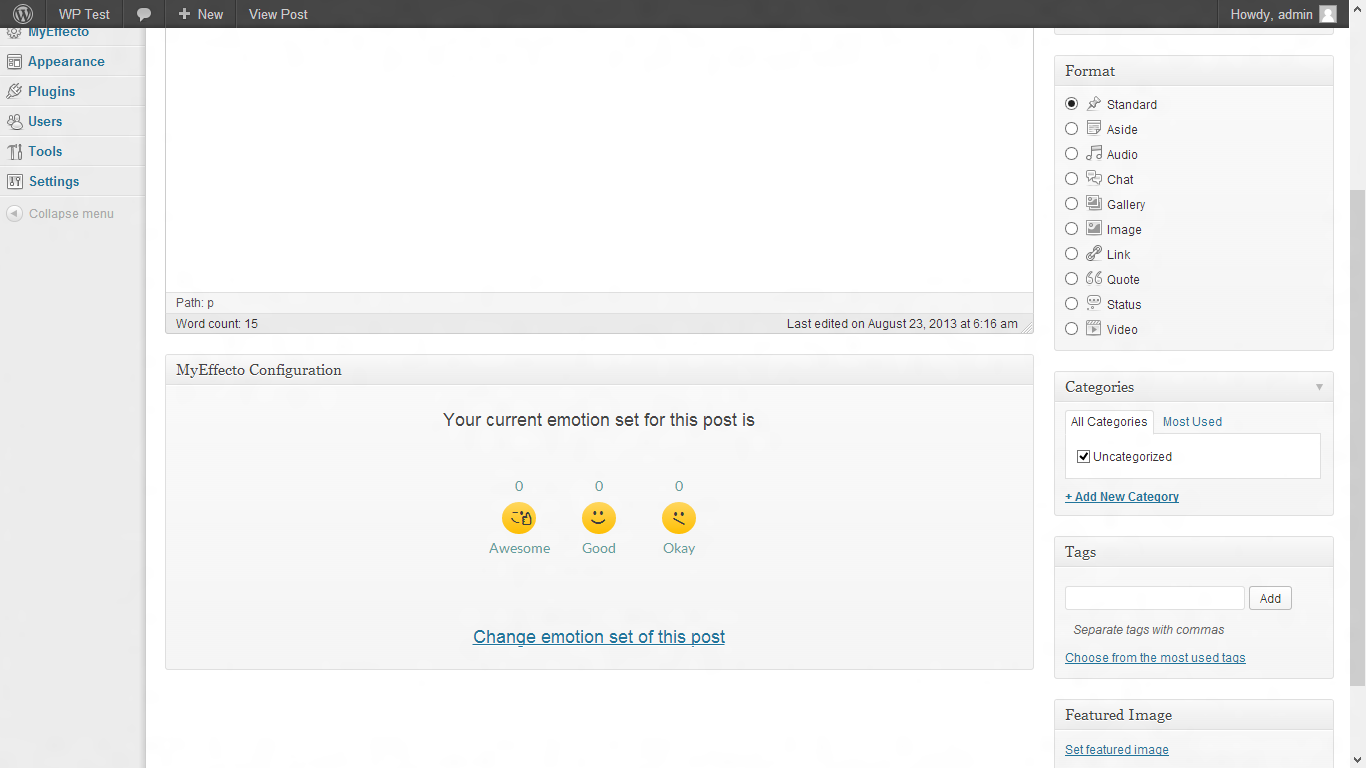 WP Test
New
View Post
Howdy, admin
MyEffecto
Appearance
Plugins
Users
Tools
Settings
Collapse menu
Path: p
Word count: 15
Last edited on August 23, 2013 at 6:16 am
MyEffecto Configuration
Your current emotion set for this post is
0 0 0
Awesome Good Okay
Change emotion set of this post
Format
Standard
Aside
Audio
Chat
Gallery
Image
Link
Quote
Status
Video
Categories
All Categories Most Used
Uncategorized
+ Add New Category
Tags
Add
Separate tags with commas
Choose from the most used tags
Featured Image
Set featured image